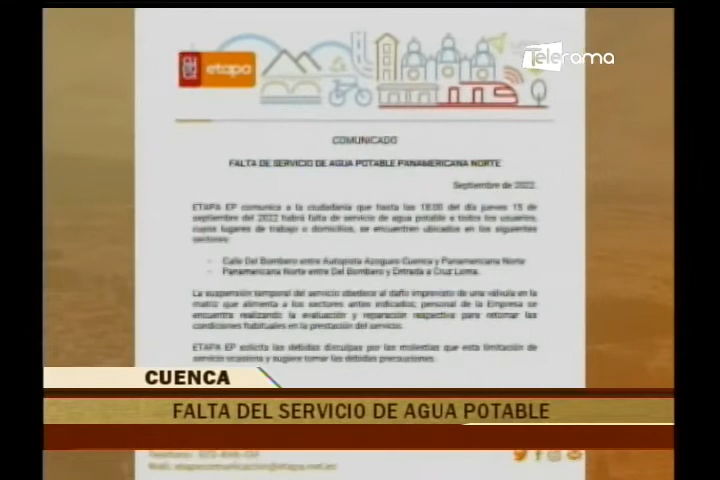 Telerama
etapa
COMUNICADO
FALTA DE SERVICIO DE AGUA POTABLE PANAMERICANA NORTE
Septiembre de 2022.
ETAPA EP comunica a la ciudadanía que hasta las 18:00 del día jueves 15 de
septiembre del 2022 habrá falta de servicio de agua potable a todos los usuarios,
cuyos lugares de trabajo o domicilios, se encuentren ubicados en los siguientes
sectores:
- Calle Del Bombero entre Autopista Azogues Cuenca y Panamericana Norte
- Panamericana Norte entre Del Bombero y Entrada a Cruz Loma.
La suspensión temporal del servicio obedece al daño imprevisto de una válvula en la
matriz que alimenta a los sectores antes indicados; personal de la Empresa se
encuentra realizando la evaluación y reparación respectiva para retornar las
condiciones habituales en la prestación del servicio.
ETAPA EP solicita las debidas disculpas por las molestias que esta limitación de
servicio ocasiona y sugiere tomar las debidas precauciones.
CUENCA
FALTA DEL SERVICIO DE AGUA POTABLE
Mail: etapacomunicacion@etapa.net.ec